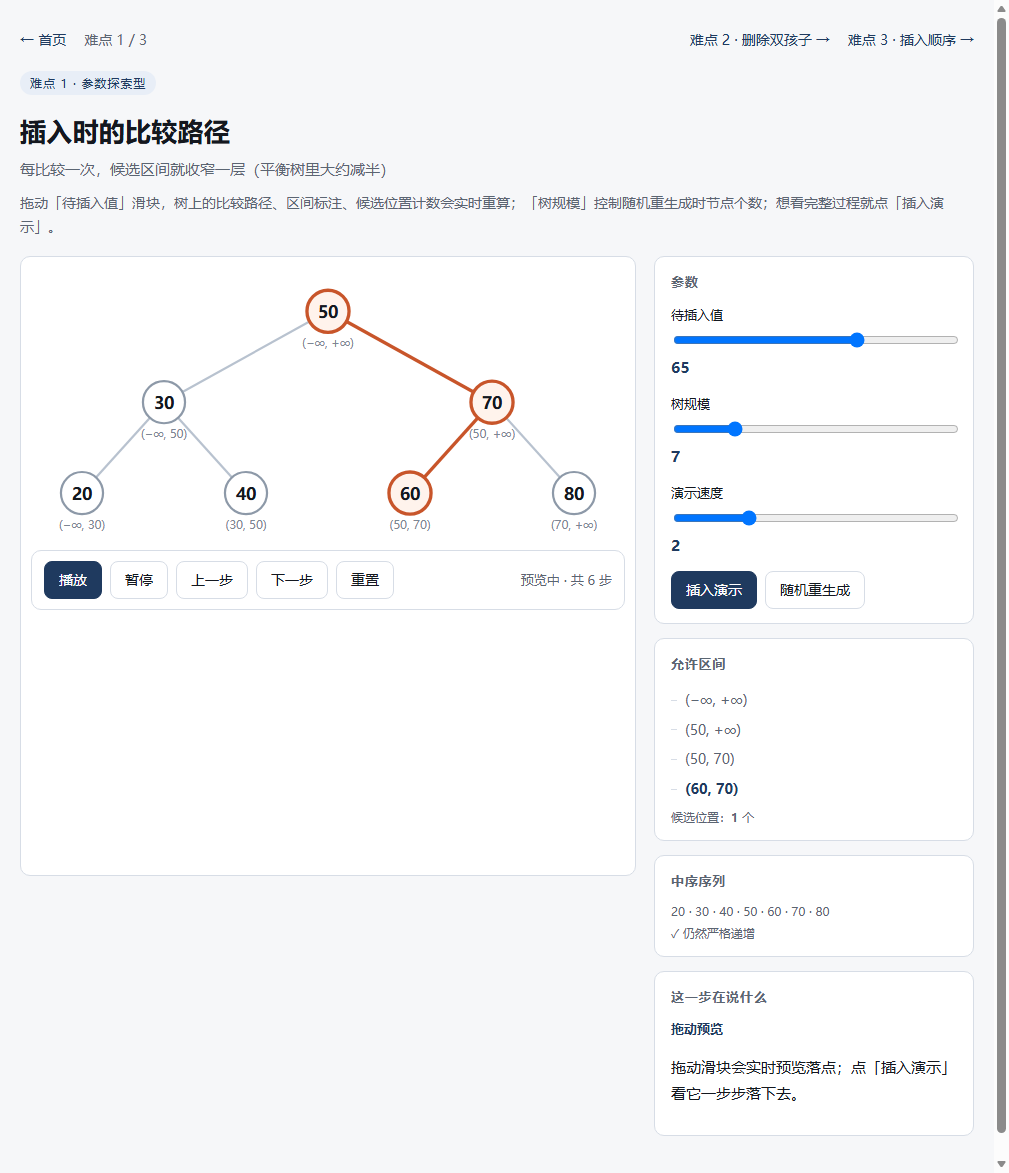 ← 首页 难点 1 / 3 难点 2 · 删除双孩子 → 难点 3 · 插入顺序 →
难点 1 · 参数探索型
插入时的比较路径
每比较一次，候选区间就收窄一层（平衡树里大约减半）
拖动「待插入值」滑块，树上的比较路径、区间标注、候选位置计数会实时重算；「树规模」控制随机重生成时节点个数；想看完整过程就点「插入演
示」。
50
(−∞, +∞)
30 70
(−∞, 50) (50, +∞)
20 40 60 80
(−∞, 30) (30, 50) (50, 70) (70, +∞)
播放 暂停 上一步 下一步 重置 预览中 · 共 6 步
参数
待插入值
65
树规模
7
演示速度
2
插入演示 随机重生成
允许区间
– (−∞, +∞)
– (50, +∞)
– (50, 70)
– (60, 70)
候选位置：1 个
中序序列
20 · 30 · 40 · 50 · 60 · 70 · 80
✓ 仍然严格递增
这一步在说什么
拖动预览
拖动滑块会实时预览落点；点「插入演示」
看它一步步落下去。